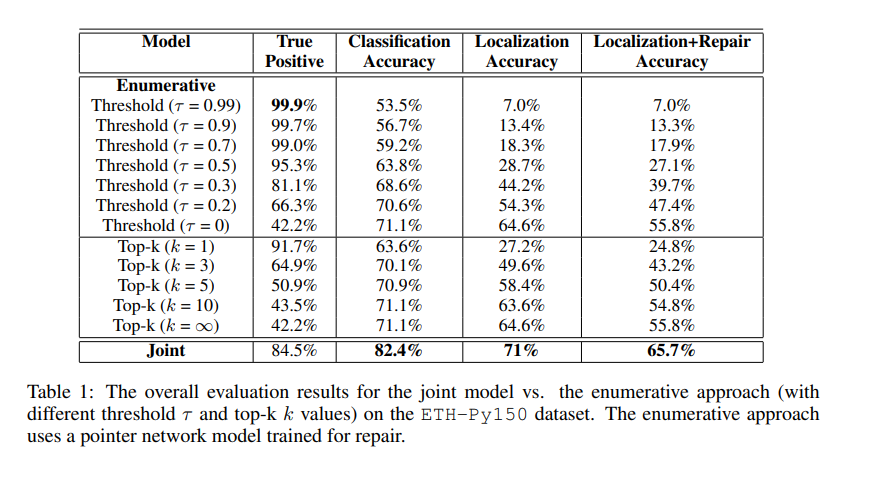 Model True Positive Classification Accuracy Localization Accuracy Localization+Repair Accuracy
Enumerative
Threshold (τ = 0.99) 99.9% 53.5% 7.0% 7.0%
Threshold (τ = 0.9) 99.7% 56.7% 13.4% 13.3%
Threshold (τ = 0.7) 99.0% 59.2% 18.3% 17.9%
Threshold (τ = 0.5) 95.3% 63.8% 28.7% 27.1%
Threshold (τ = 0.3) 81.1% 68.6% 44.2% 39.7%
Threshold (τ = 0.2) 66.3% 70.6% 54.3% 47.4%
Threshold (τ = 0) 42.2% 71.1% 64.6% 55.8%
Top-k (k = 1) 91.7% 63.6% 27.2% 24.8%
Top-k (k = 3) 64.9% 70.1% 49.6% 43.2%
Top-k (k = 5) 50.9% 70.9% 58.4% 50.4%
Top-k (k = 10) 43.5% 71.1% 63.6% 54.8%
Top-k (k = ∞) 42.2% 71.1% 64.6% 55.8%
Joint 84.5% 82.4% 71% 65.7%
Table 1: The overall evaluation results for the joint model vs. the enumerative approach (with
different threshold τ and top-k k values) on the ETH-Py150 dataset. The enumerative approach
uses a pointer network model trained for repair.